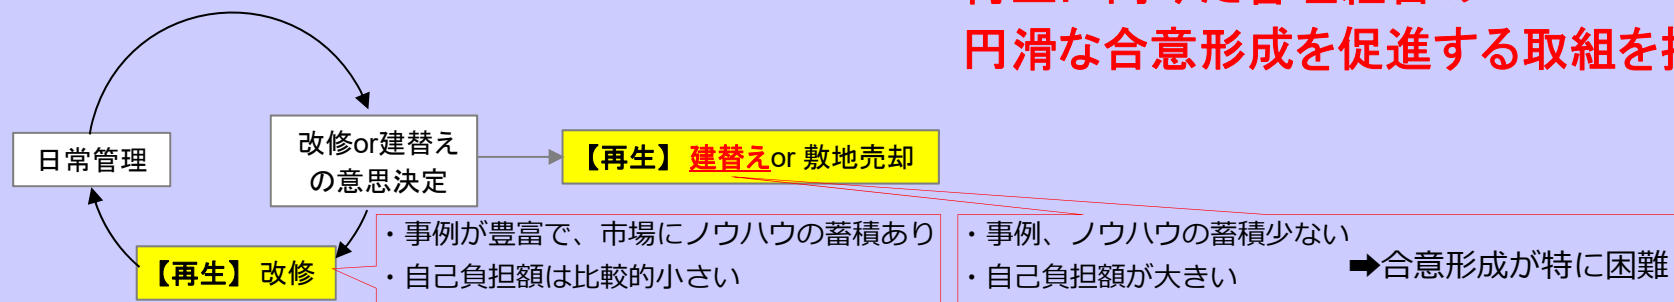 円滑な合意形成を促進する取組を
日常管理
改修or建替え
の意思決定
【再生】建替えor 敷地売却
【再生】改修
・事例が豊富で、市場にノウハウの蓄積あり
・自己負担額は比較的小さい
・事例、ノウハウの蓄積少ない
・自己負担額が大きい
➡合意形成が特に困難